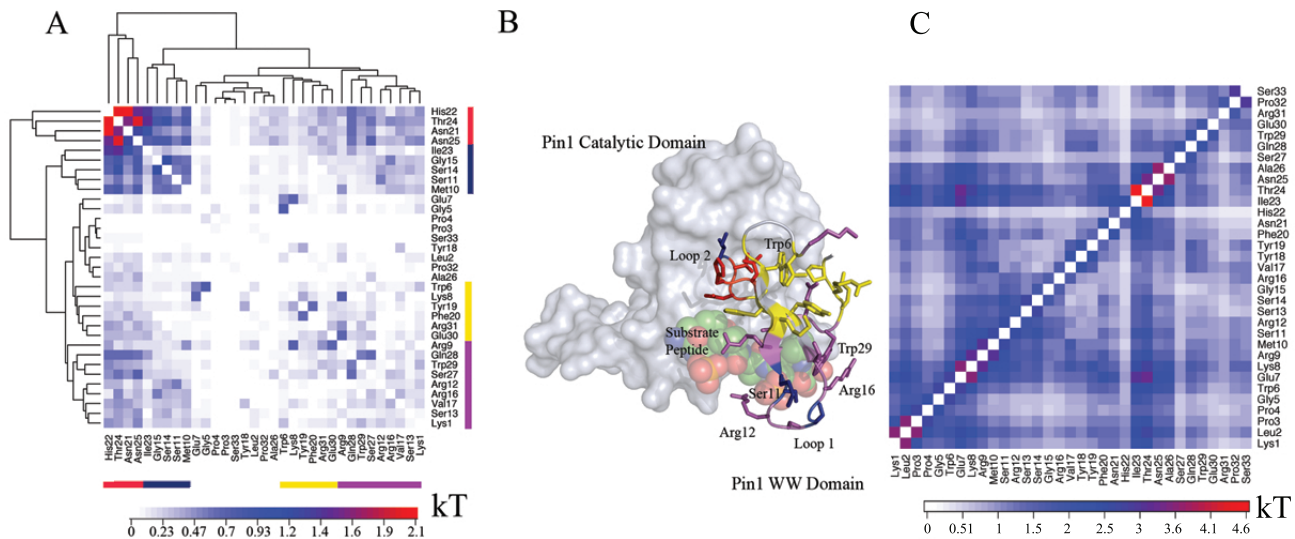 A
His22
Thr24
Asn21
Asn25
Ile23
Gly15
Ser14
Ser11
Met10
Glu7
Gly5
Pro4
Pro3
Ser33
Tyr18
Leu2
Pro32
Ala26
Trp6
Lys8
Tyr19
Phe20
Arg31
Glu30
Arg9
Gln28
Trp29
Ser27
Arg12
Arg16
Val17
Ser13
Lys1
His22 Thr24 Asn21 Asn25 Ile23 Gly15 Ser14 Ser11 Met10 Glu7 Gly5 Pro4 Pro3 Ser33 Tyr18 Leu2 Pro32 Ala26 Trp6 Lys8 Tyr19 Phe20 Arg31 Glu30 Arg9 Gln28 Trp29 Ser27 Arg12 Arg16 Val17 Ser13 Lys1
kT
0 0.23 0.47 0.7 0.93 1.2 1.4 1.6 1.9 2.1
B
Pin1 Catalytic Domain
Trp6
Loop 2
Substrate
Peptide
Trp29
Ser11
Arg16
Arg12
Loop 1
Pin1 WW Domain
C
Ser33
Pro32
Arg31
Glu30
Trp29
Gln28
Ser27
Ala26
Asn25
Thr24
Ile23
His22
Asn21
Phe20
Tyr19
Tyr18
Val17
Arg16
Gly15
Ser14
Ser13
Arg12
Ser11
Met10
Arg9
Lys8
Glu7
Trp6
Gly5
Pro4
Pro3
Leu2
Lys1
Lys1 Leu2 Pro3 Pro4 Gly5 Trp6 Glu7 Lys8 Arg9 Met10 Ser11 Arg12 Ser13 Ser14 Gly15 Arg16 Val17 Tyr18 Tyr19 Phe20 Asn21 His22 Ile23 Thr24 Asn25 Ala26 Ser27 Gln28 Trp29 Glu30 Arg31 Pro32 Ser33
kT
0 0.51 1 1.5 2 2.5 3 3.5 3.6 4.1 4.6